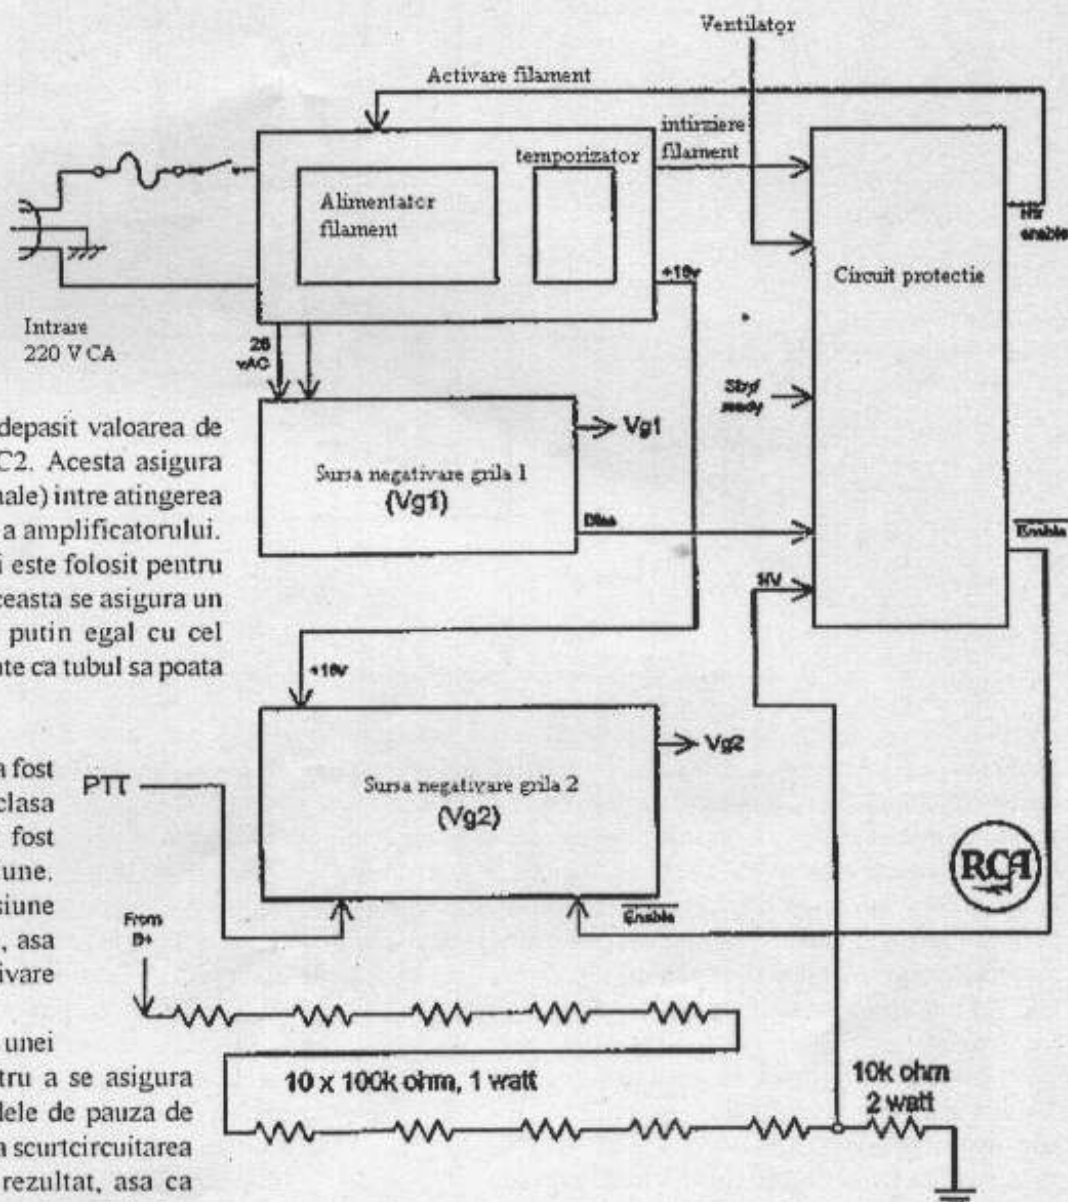 Ventilator
Activare filament
intirziere
filament
temporizator
Alimentator
filament
+18v
HV
enable
Circuit protectie
Intrare
220 V CA
26
vAC
Stby/
ready
Vg1
Sursa negativare grila 1
(Vg1)
Bias
Enable
HV
+18v
Vg2
Sursa negativare grila 2
(Vg2)
PTT
RCA
Enable
From
B+
10 x 100k ohm, 1 watt
10k ohm
2 watt
depasit valoarea de
C2. Acesta asigura
nale) intre atingerea
a amplificatorului.
i este folosit pentru
ceasta se asigura un
putin egal cu cel
nte ca tubul sa poata
a fost
clasa
fost
une,
siune
, asa
ivare
unei
tru a se asigura
lele de pauza de
a scurtcircuitarea
rezultat, asa ca